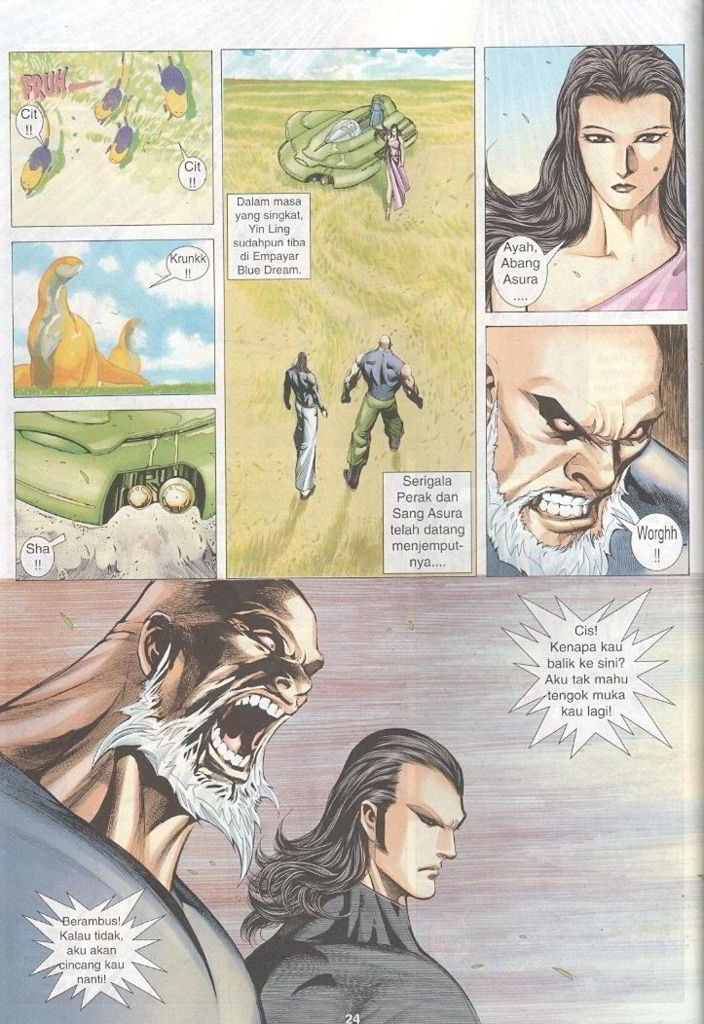 FRUH
Cit
!!
Cit
!!
Krunkk
!!
Sha
!!
Dalam masa
yang singkat,
Yin Ling
sudahpun tiba
di Empayar
Blue Dream.
Serigala
Perak dan
Sang Asura
telah datang
menjemput-
nya....
Ayah,
Abang
Asura
....
Worghh
!!
Cis!
Kenapa kau
balik ke sini?
Aku tak mahu
tengok muka
kau lagi!
Berambus!
Kalau tidak,
aku akan
cincang kau
nanti!
24